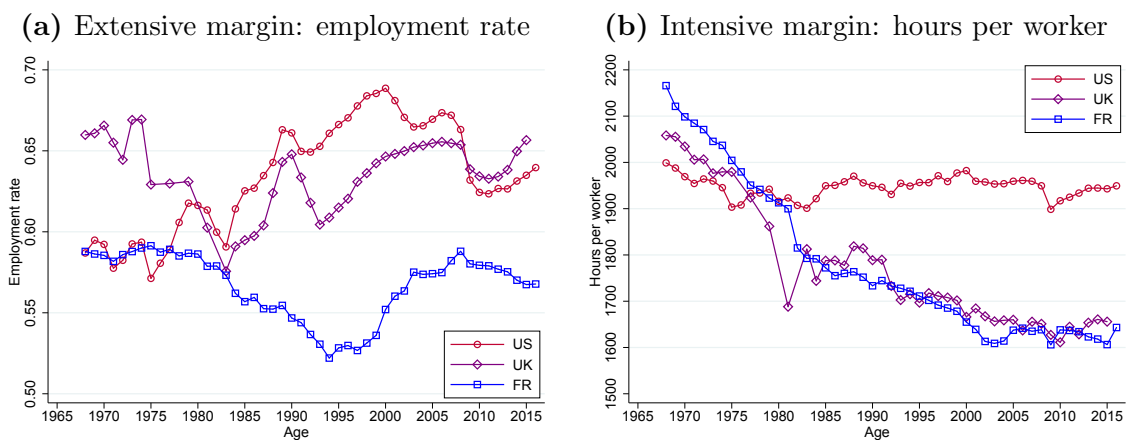 (a) Extensive margin: employment rate
Employment rate
0.70
0.65
0.60
0.55
0.50
US
UK
FR
1965 1970 1975 1980 1985 1990 1995 2000 2005 2010 2015
Age
(b) Intensive margin: hours per worker
Hours per worker
2200
2100
2000
1900
1800
1700
1600
1500
US
UK
FR
1965 1970 1975 1980 1985 1990 1995 2000 2005 2010 2015
Age